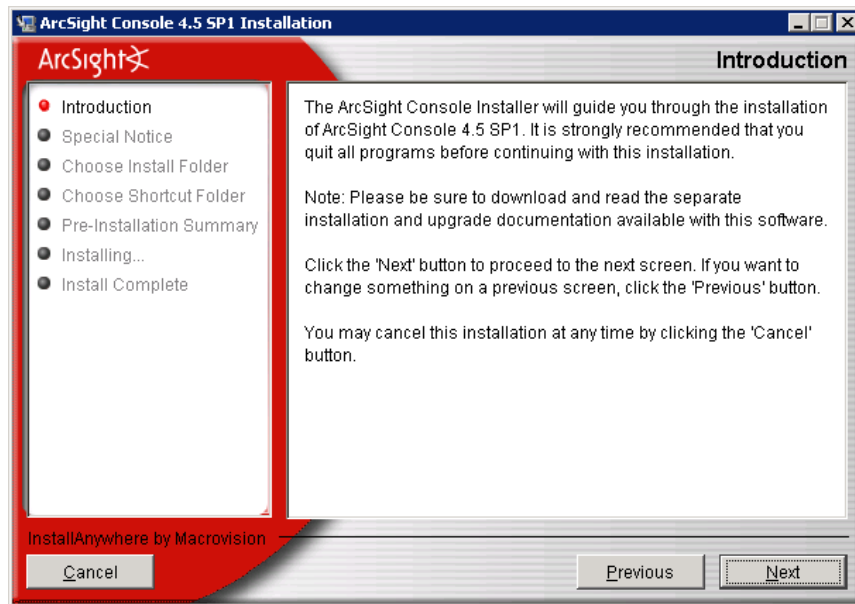 ArcSight Console 4.5 SP1 Installation
ArcSight
Introduction
Introduction
Special Notice
Choose Install Folder
Choose Shortcut Folder
Pre-Installation Summary
Installing...
Install Complete
The ArcSight Console Installer will guide you through the installation
of ArcSight Console 4.5 SP1. It is strongly recommended that you
quit all programs before continuing with this installation.
Note: Please be sure to download and read the separate
installation and upgrade documentation available with this software.
Click the 'Next' button to proceed to the next screen. If you want to
change something on a previous screen, click the 'Previous' button.
You may cancel this installation at any time by clicking the 'Cancel'
button.
InstallAnywhere by Macrovision
Cancel
Previous
Next